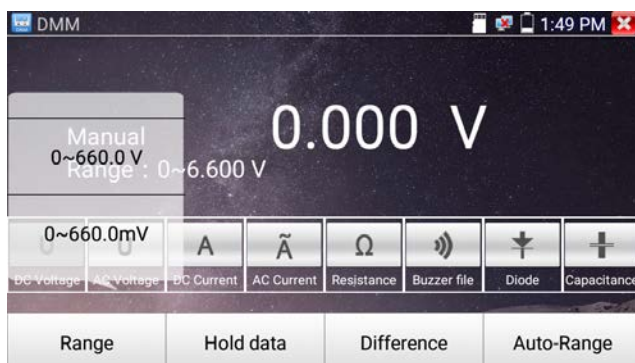 DMM
1:49 PM
0.000 V
Manual
0~660.0 V
Range : 0~6.600 V
0~660.0mV
U U A Ã Ω
DC Voltage AC Voltage DC Current AC Current Resistance Buzzer file Diode Capacitance
Range Hold data Difference Auto-Range